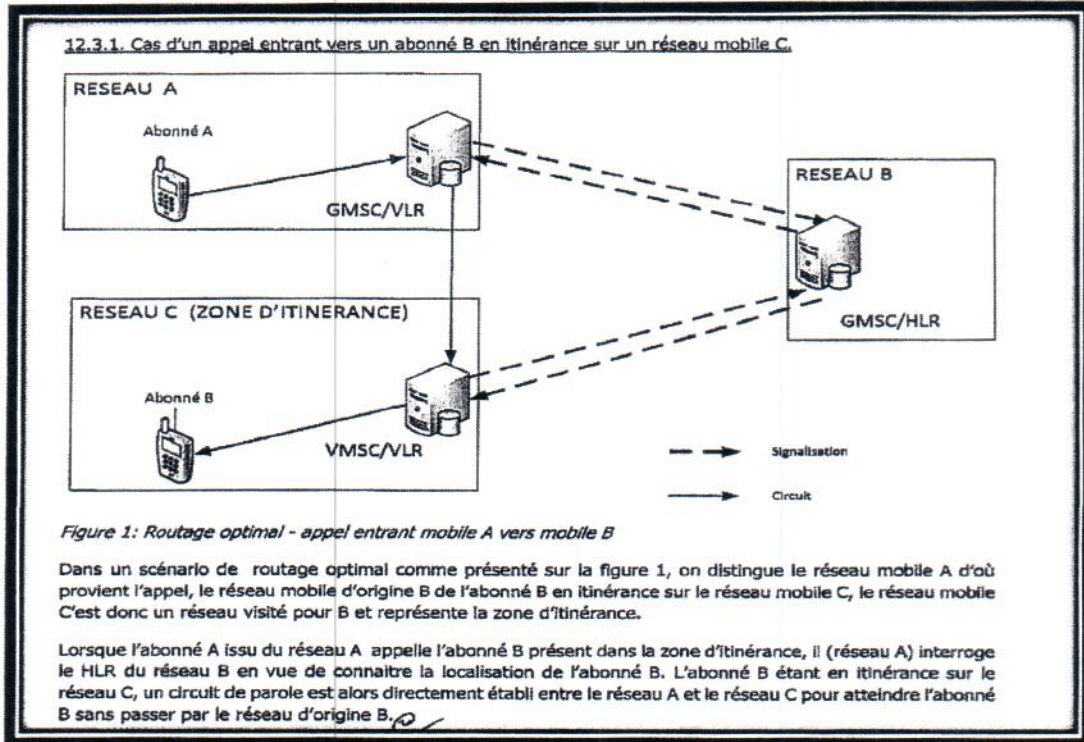 12.3.1. Cas d'un appel entrant vers un abonné B en itinérance sur un réseau mobile C.
RESEAU A
Abonné A
GMSC/VLR
RESEAU B
GMSC/HLR
RESEAU C (ZONE D'ITINERANCE)
Abonné B
VMSC/VLR
Signalisation
Circuit
Figure 1: Routage optimal - appel entrant mobile A vers mobile B
Dans un scénario de routage optimal comme présenté sur la figure 1, on distingue le réseau mobile A d'où
provient l'appel, le réseau mobile d'origine B de l'abonné B en itinérance sur le réseau mobile C, le réseau mobile
C'est donc un réseau visité pour B et représente la zone d'itinérance.
Lorsque l'abonné A issu du réseau A appelle l'abonné B présent dans la zone d'itinérance, il (réseau A) interroge
le HLR du réseau B en vue de connaitre la localisation de l'abonné B. L'abonné B étant en itinérance sur le
réseau C, un circuit de parole est alors directement établi entre le réseau A et le réseau C pour atteindre l'abonné
B sans passer par le réseau d'origine B.